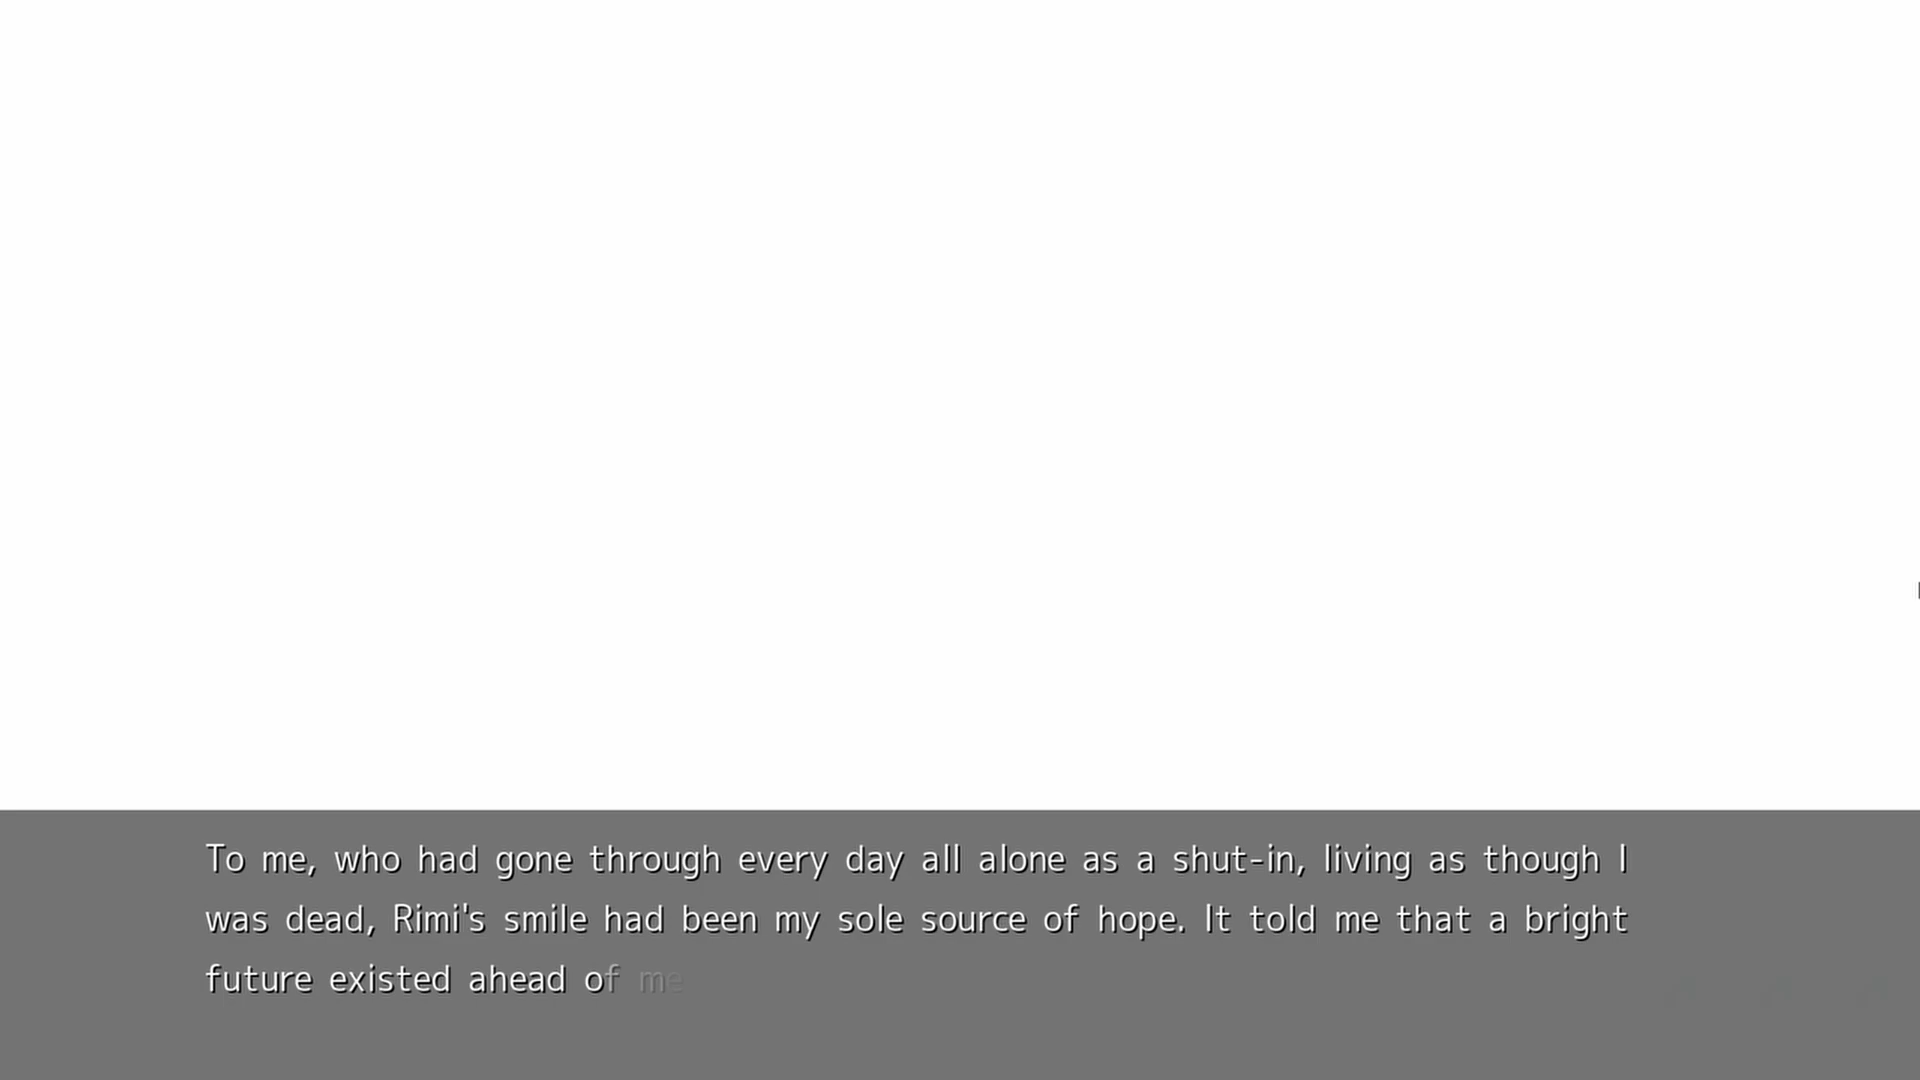 To me, who had gone through every day all alone as a shut-in, living as though I
was dead, Rimi's smile had been my sole source of hope. It told me that a bright
future existed ahead of me